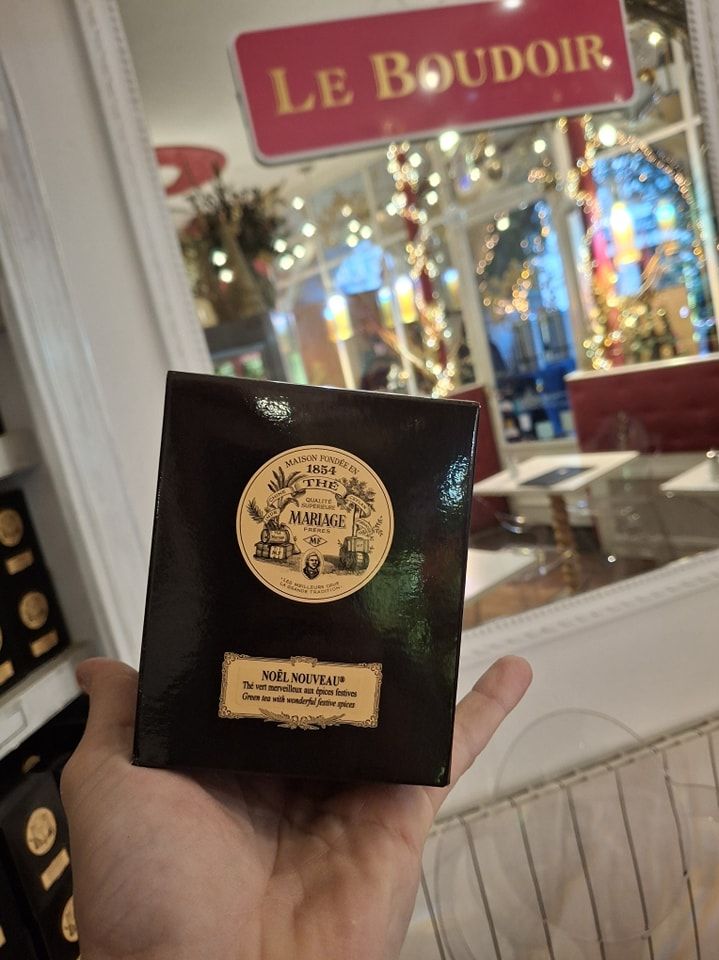 LE BOUDOIR
MAISON FONDÉE EN
1854
THÉ
QUALITÉ
SUPÉRIEURE
MARIAGE
FRÈRES
MF
NOËL NOUVEAU®
Thé vert merveilleux aux épices festives
Green tea with wonderful festive spices